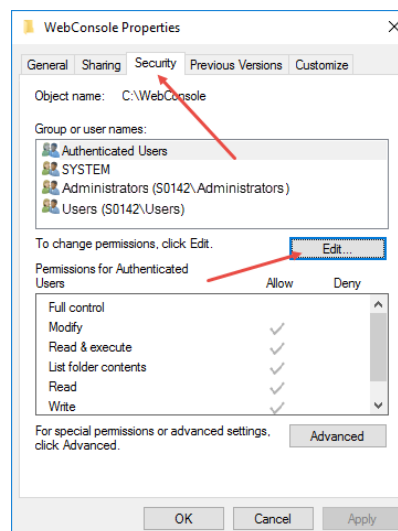 WebConsole Properties
General Sharing Security Previous Versions Customize
Object name: C:\WebConsole
Group or user names:
Authenticated Users
SYSTEM
Administrators (S0142\Administrators)
Users (S0142\Users)
To change permissions, click Edit.
Edit...
Permissions for Authenticated
Users
Allow Deny
Full control
Modify
Read & execute
List folder contents
Read
Write
For special permissions or advanced settings,
click Advanced.
Advanced
OK Cancel Apply